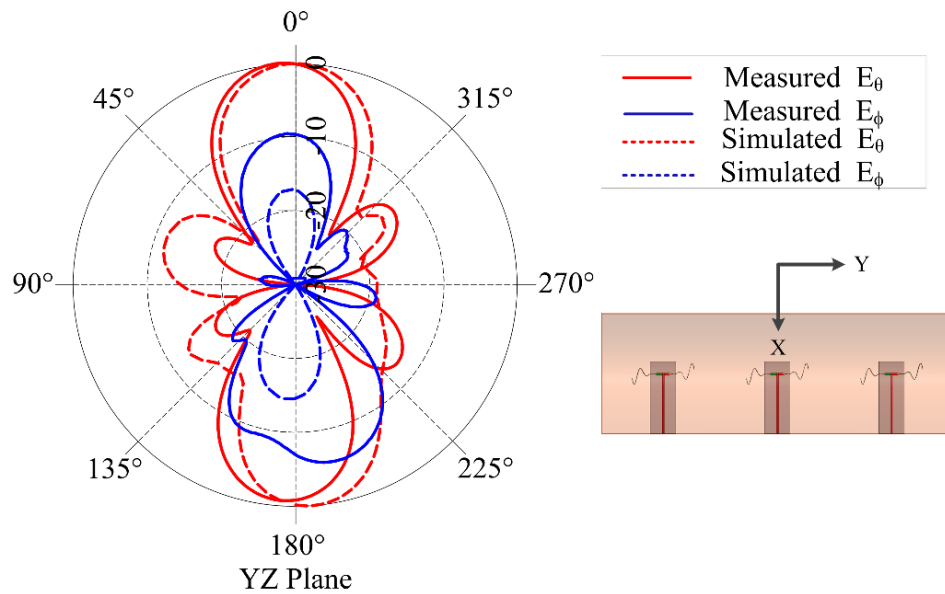 0°
45°
315°
0
-10
-20
-30
90°
270°
135°
225°
180°
YZ Plane
Measured Eθ
Measured Eϕ
Simulated Eθ
Simulated Eϕ
Y
X